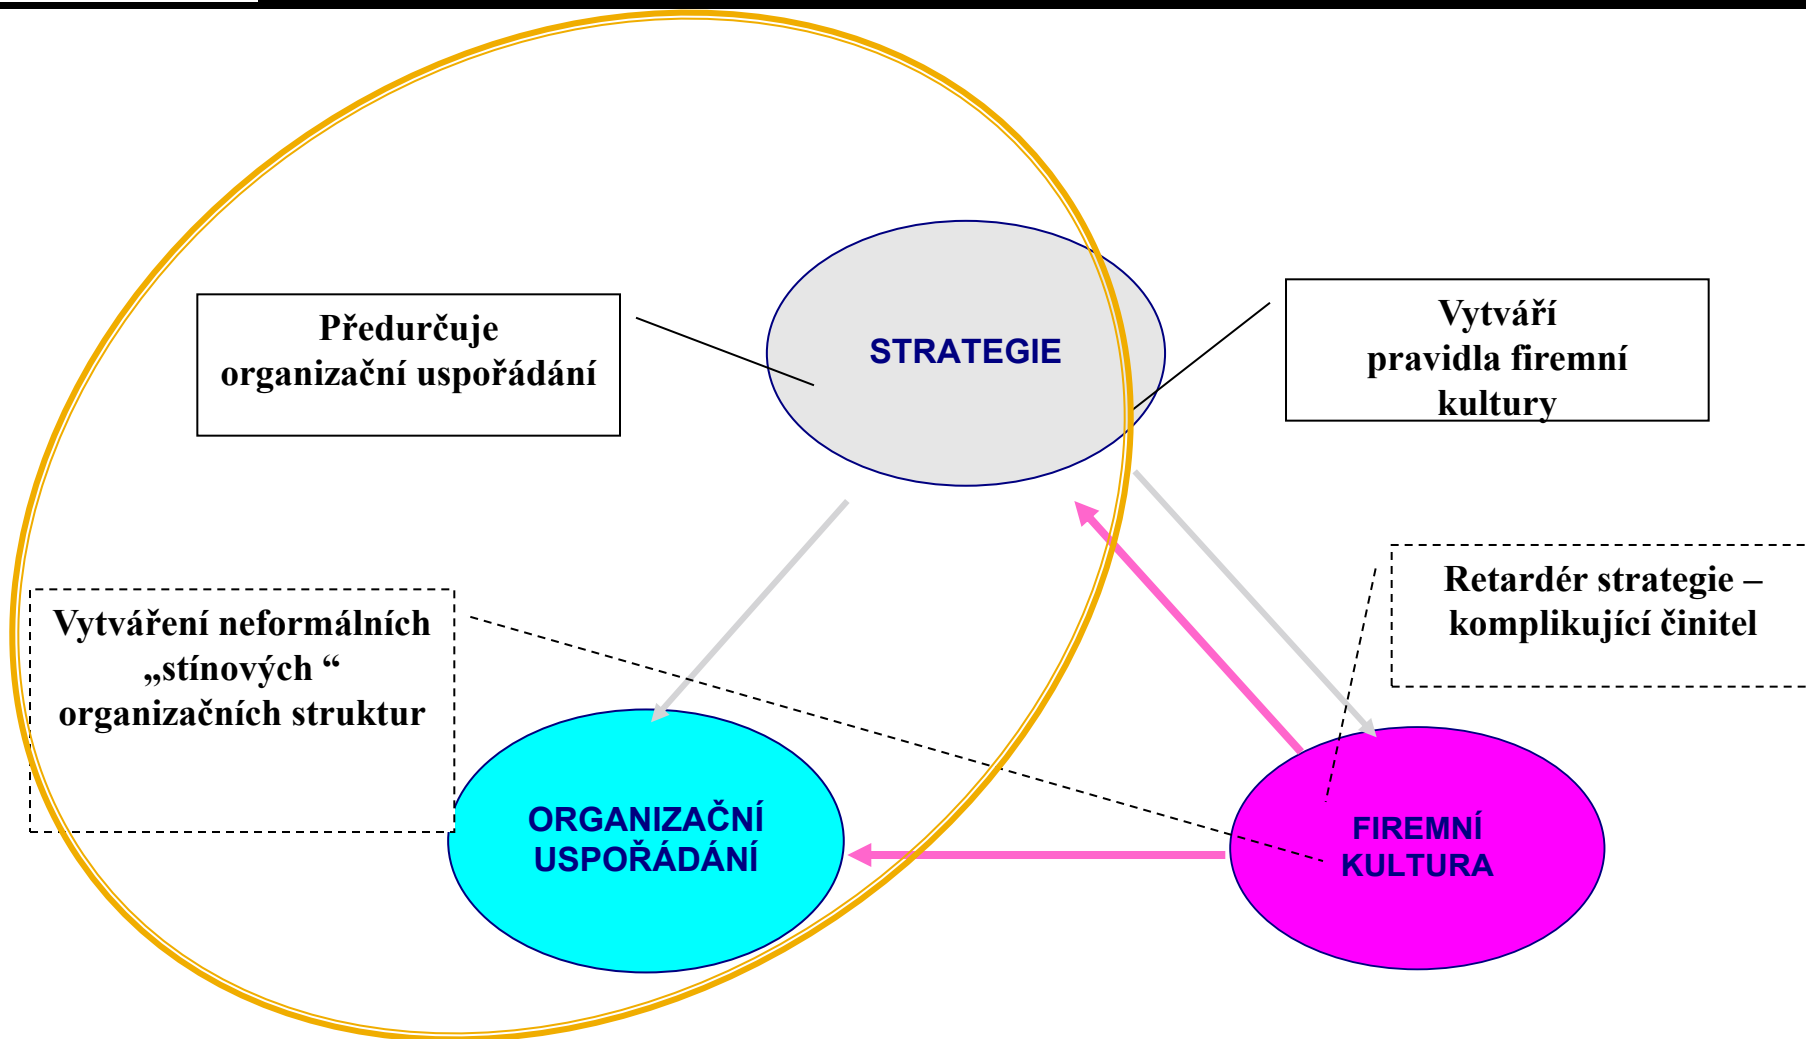 Předurčuje
organizační uspořádání
STRATEGIE
Vytváří
pravidla firemní
kultury
Vytváření neformálních
„stínových “
organizačních struktur
Retardér strategie –
komplikující činitel
ORGANIZAČNÍ
USPOŘÁDÁNÍ
FIREMNÍ
KULTURA